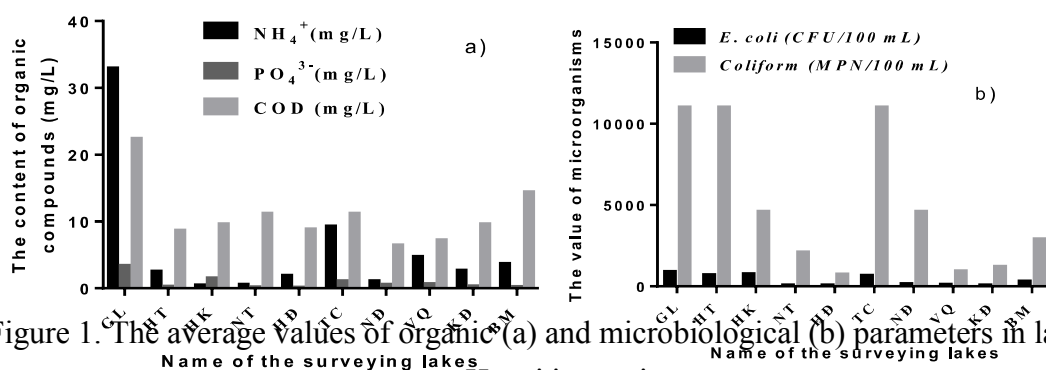 40
30
20
10
0
The content of organic
compounds (mg/L)
NH₄⁺(mg/L)
PO₄³⁻(mg/L)
COD (mg/L)
a)
GL HT HK NT HD TC ND VQ KD BM
15000
10000
5000
0
The value of microorganisms
E. coli (CFU/100 mL)
Coliform (MPN/100 mL)
b)
GL HT HK NT HD TC ND VQ KD BM
Figure 1. The average values of organic (a) and microbiological (b) parameters in la
Name of the surveying lakes
Name of the surveying lakes